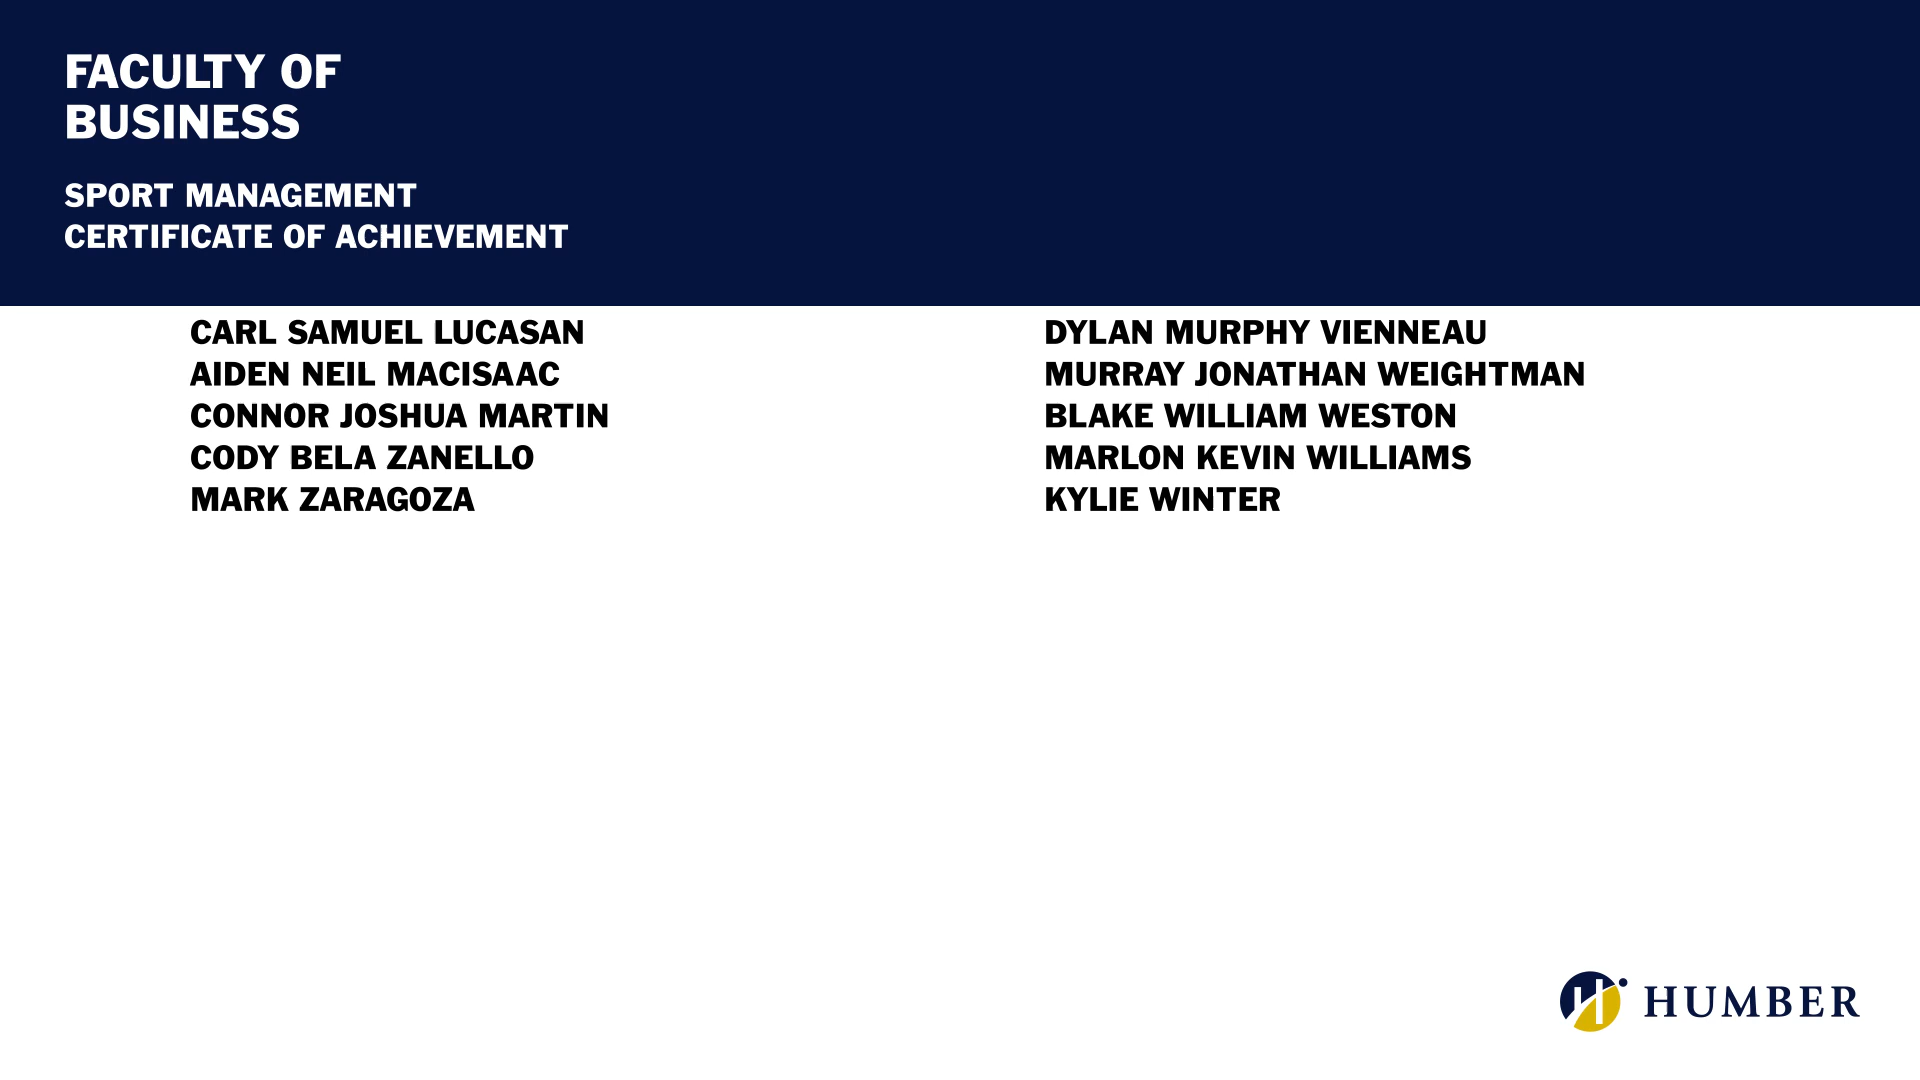 FACULTY OF
BUSINESS
SPORT MANAGEMENT
CERTIFICATE OF ACHIEVEMENT
CARL SAMUEL LUCASAN
AIDEN NEIL MACISAAC
CONNOR JOSHUA MARTIN
CODY BELA ZANELLO
MARK ZARAGOZA
DYLAN MURPHY VIENNEAU
MURRAY JONATHAN WEIGHTMAN
BLAKE WILLIAM WESTON
MARLON KEVIN WILLIAMS
KYLIE WINTER
HUMBER